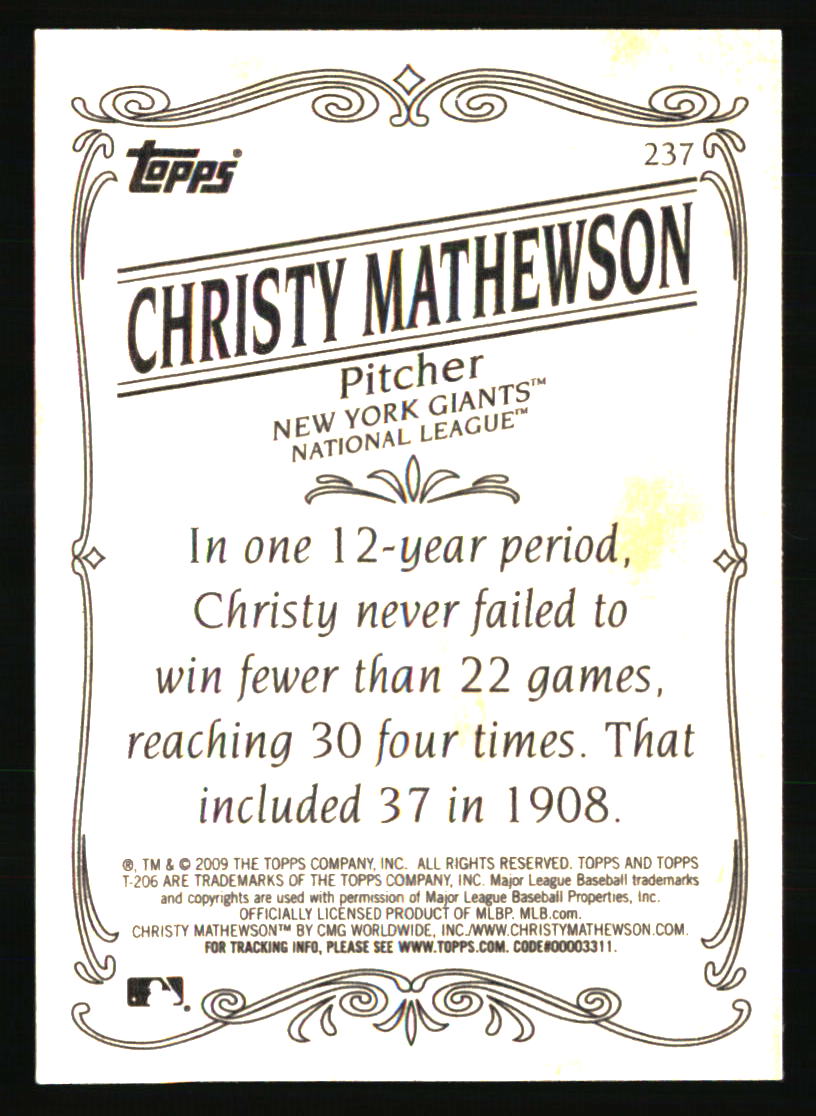 Topps®
237
CHRISTY MATHEWSON
Pitcher
NEW YORK GIANTS™
NATIONAL LEAGUE™
In one 12-year period,
Christy never failed to
win fewer than 22 games,
reaching 30 four times. That
included 37 in 1908.
®, TM & © 2009 THE TOPPS COMPANY, INC. ALL RIGHTS RESERVED. TOPPS AND TOPPS
T-206 ARE TRADEMARKS OF THE TOPPS COMPANY, INC. Major League Baseball trademarks
and copyrights are used with permission of Major League Baseball Properties, Inc.
OFFICIALLY LICENSED PRODUCT OF MLBP. MLB.com.
CHRISTY MATHEWSON™ BY CMG WORLDWIDE, INC./WWW.CHRISTYMATHEWSON.COM.
FOR TRACKING INFO, PLEASE SEE WWW.TOPPS.COM. CODE#00003311.
®